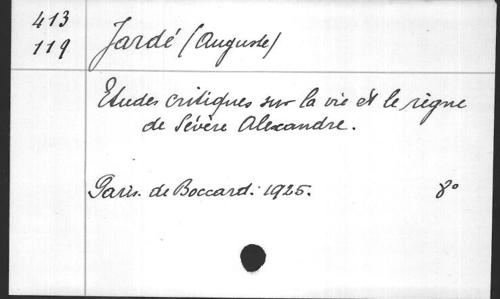 413
119
Jardé (Auguste)
Etudes critiques sur la vie et le règne
de Sévère Alexandre.
Paris. de Boccard. 1925. 8°